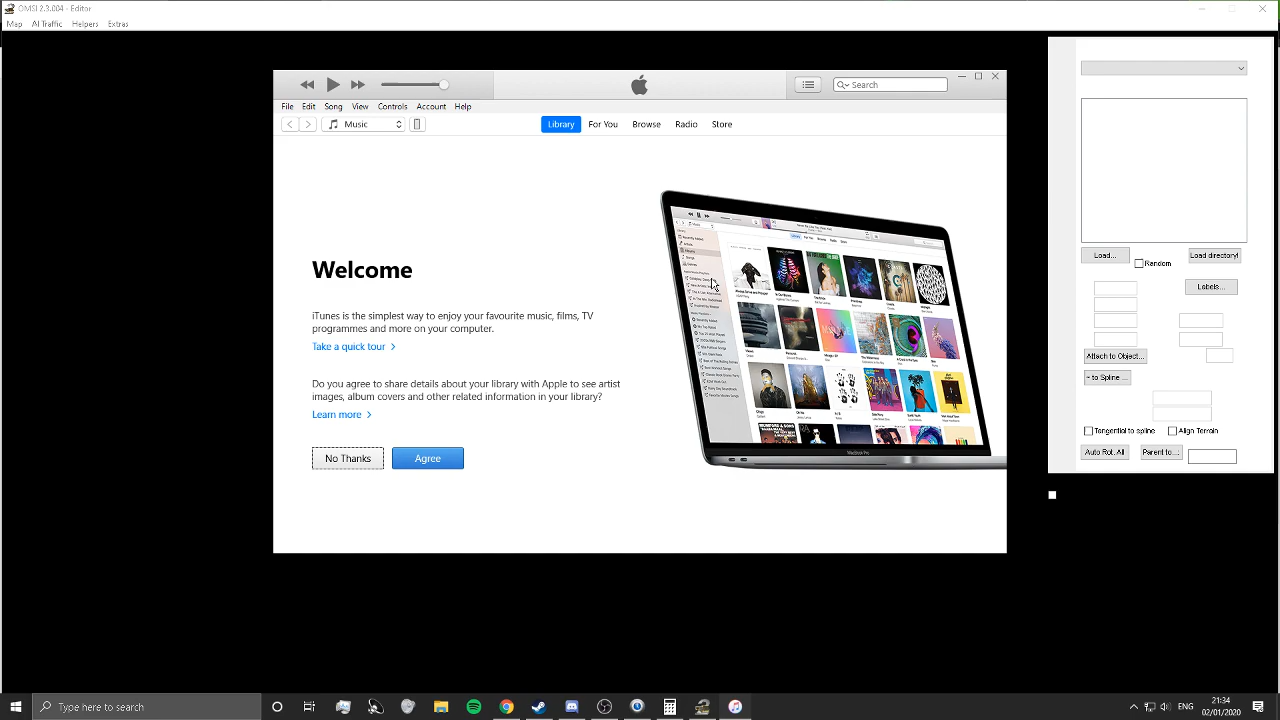 OMSI 2.3.004 - Editor
Map AI Traffic Helpers Extras
Search
File Edit Song View Controls Account Help
Music
Library For You Browse Radio Store
Welcome
iTunes is the simplest way to enjoy your favourite music, films, TV
programmes and more on your computer.
Take a quick tour
Do you agree to share details about your library with Apple to see artist
images, album covers and other related information in your library?
Learn more
No Thanks Agree
MacBook Pro
Load... Random Load directory!
Labels...
Attach to Object...
~ to Spline ...
Tangential to spline Align Terrain
Auto Rot. All Parent to...
Type here to search
21:34
02/01/2020